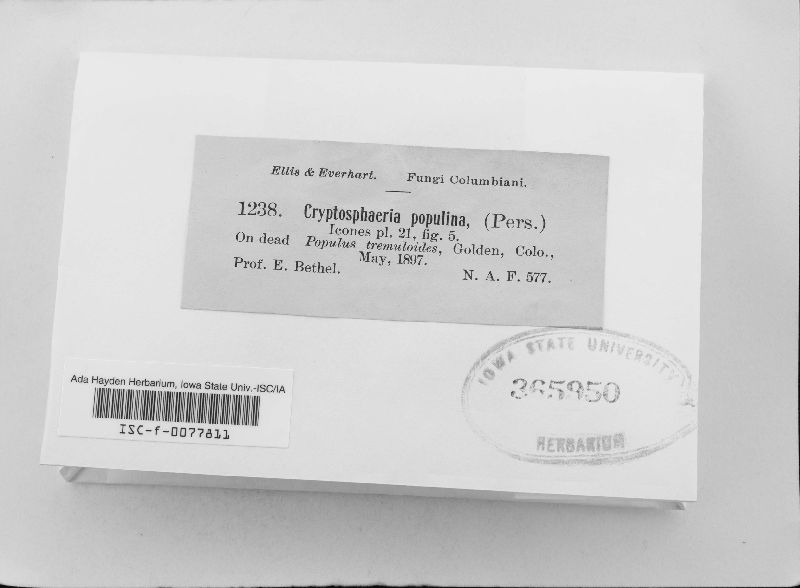 Ellis & Everhart. Fungi Columbiani.
1238. Cryptosphaeria populina, (Pers.)
Icones pl. 21, fig. 5.
On dead Populus tremuloides, Golden, Colo.,
May, 1897.
Prof. E. Bethel. N. A. F. 577.
IOWA STATE UNIVERSITY
365950
HERBARIUM
Ada Hayden Herbarium, Iowa State Univ.-ISC/IA
ISC-f-0077811